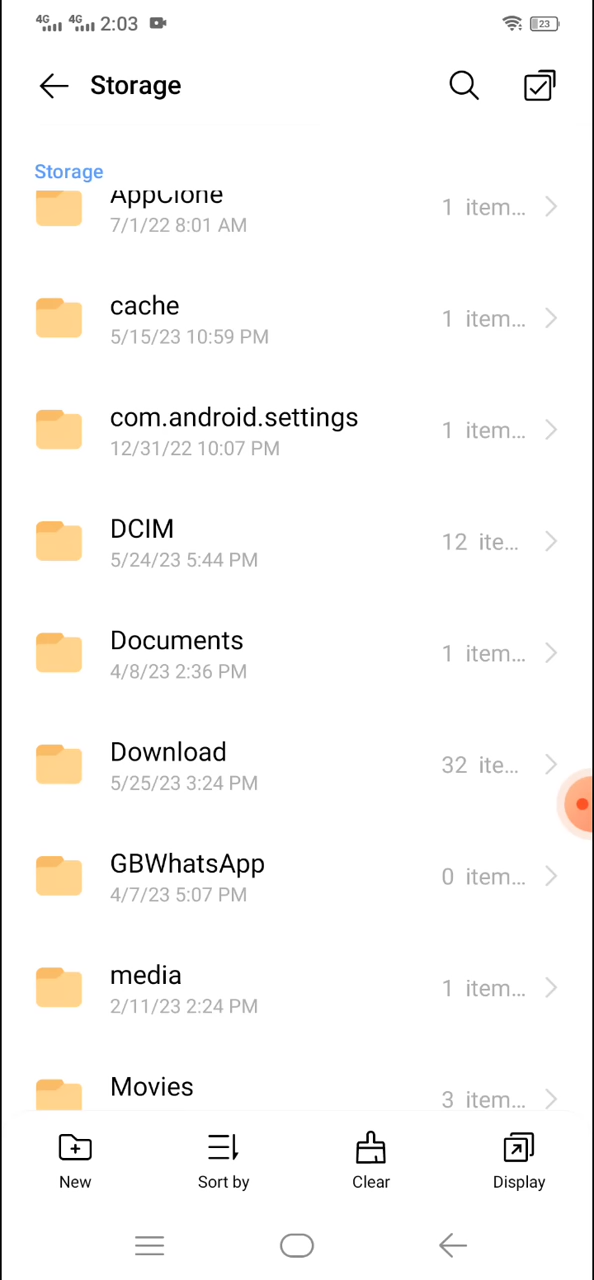 4G 4G 2:03 23
Storage
Storage
AppClone
7/1/22 8:01 AM
1 item...
cache
5/15/23 10:59 PM
1 item...
com.android.settings
12/31/22 10:07 PM
1 item...
DCIM
5/24/23 5:44 PM
12 ite...
Documents
4/8/23 2:36 PM
1 item...
Download
5/25/23 3:24 PM
32 ite...
GBWhatsApp
4/7/23 5:07 PM
0 item...
media
2/11/23 2:24 PM
1 item...
Movies
3 item...
New Sort by Clear Display